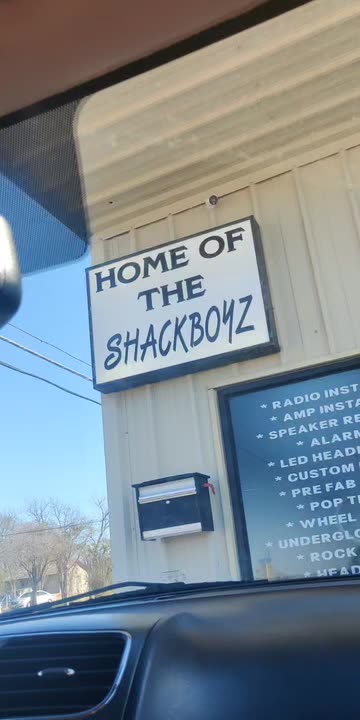 HOME OF
THE
SHACKBOYZ
* RADIO INST
* AMP INSTA
* SPEAKER RE
* ALARM
* LED HEADL
* CUSTOM
* PRE FAB
* POP T
* WHEEL
* UNDERGLO
* ROCK
* HEAD